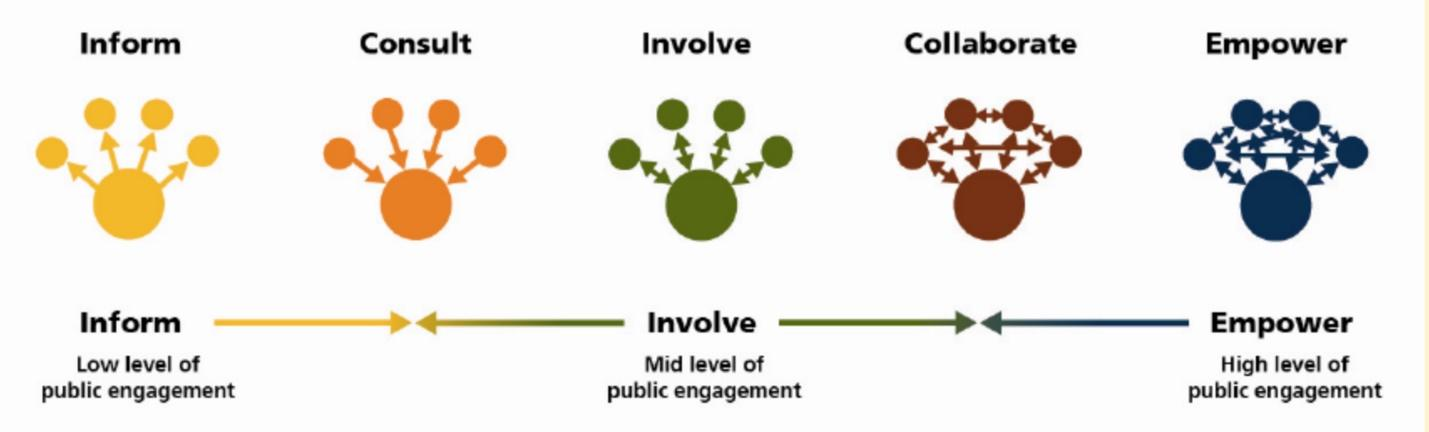 Inform Consult Involve Collaborate Empower
Inform Involve Empower
Low level of Mid level of High level of
public engagement public engagement public engagement